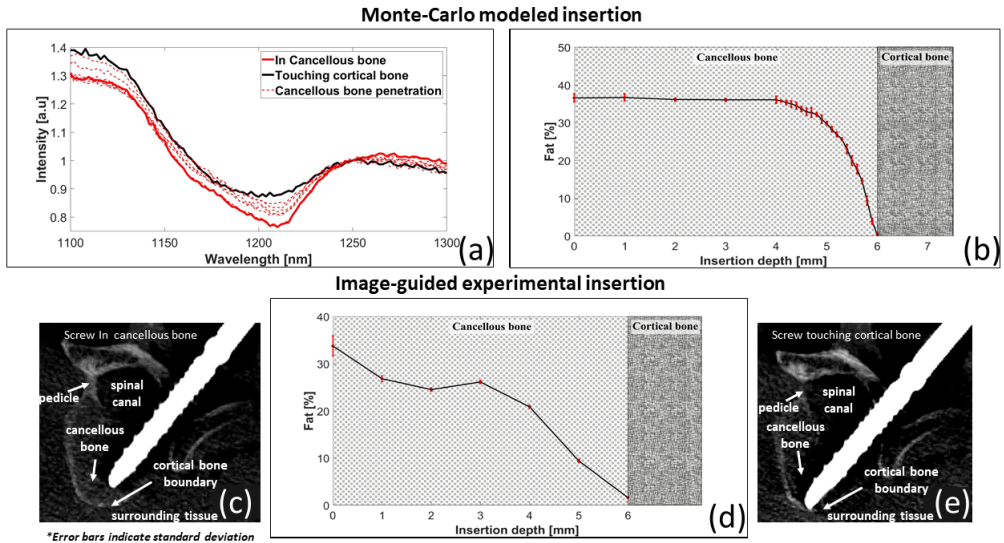 Monte-Carlo modeled insertion
1.4
1.3
1.2
1.1
1
0.9
0.8
Intensity [a.u]
In Cancellous bone
Touching cortical bone
Cancellous bone penetration
1100
1150
1200
1250
1300
Wavelength [nm]
(a)
50
40
30
20
10
0
Fat [%]
Cancellous bone
Cortical bone
0
1
2
3
4
5
6
7
Insertion depth [mm]
(b)
Image-guided experimental insertion
Screw In cancellous bone
pedicle
spinal
canal
cancellous
bone
cortical bone
boundary
surrounding tissue
(c)
*Error bars indicate standard deviation
40
30
20
10
0
Fat [%]
Cancellous bone
Cortical bone
0
1
2
3
4
5
6
Insertion depth [mm]
(d)
Screw touching cortical bone
pedicle
spinal
canal
cancellous
bone
cortical bone
boundary
surrounding tissue
(e)